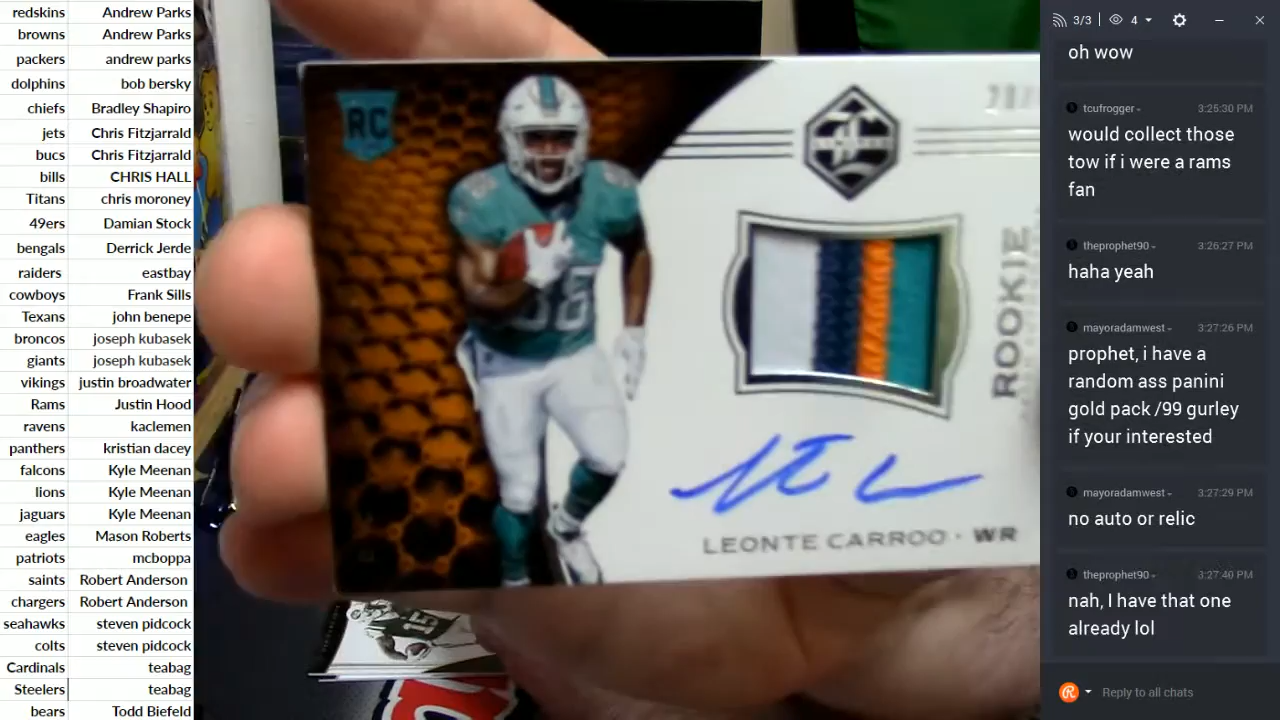 redskins Andrew Parks
browns Andrew Parks
packers andrew parks
dolphins bob bersky
chiefs Bradley Shapiro
jets Chris Fitzjarrald
bucs Chris Fitzjarrald
bills CHRIS HALL
Titans chris moroney
49ers Damian Stock
bengals Derrick Jerde
raiders eastbay
cowboys Frank Sills
Texans john benepe
broncos joseph kubasek
giants joseph kubasek
vikings justin broadwater
Rams Justin Hood
ravens kaclemen
panthers kristian dacey
falcons Kyle Meenan
lions Kyle Meenan
jaguars Kyle Meenan
eagles Mason Roberts
patriots mcboppa
saints Robert Anderson
chargers Robert Anderson
seahawks steven pidcock
colts steven pidcock
Cardinals teabag
Steelers teabag
bears Todd Biefeld
RC
ROOKIE
LEONTE CARROO · WR
15
3/3 4
oh wow
tcufrogger 3:25:30 PM
would collect those
tow if i were a rams
fan
theprophet90 3:26:27 PM
haha yeah
mayoradamwest 3:27:26 PM
prophet, i have a
random ass panini
gold pack /99 gurley
if your interested
mayoradamwest 3:27:29 PM
no auto or relic
theprophet90 3:27:40 PM
nah, I have that one
already lol
Reply to all chats